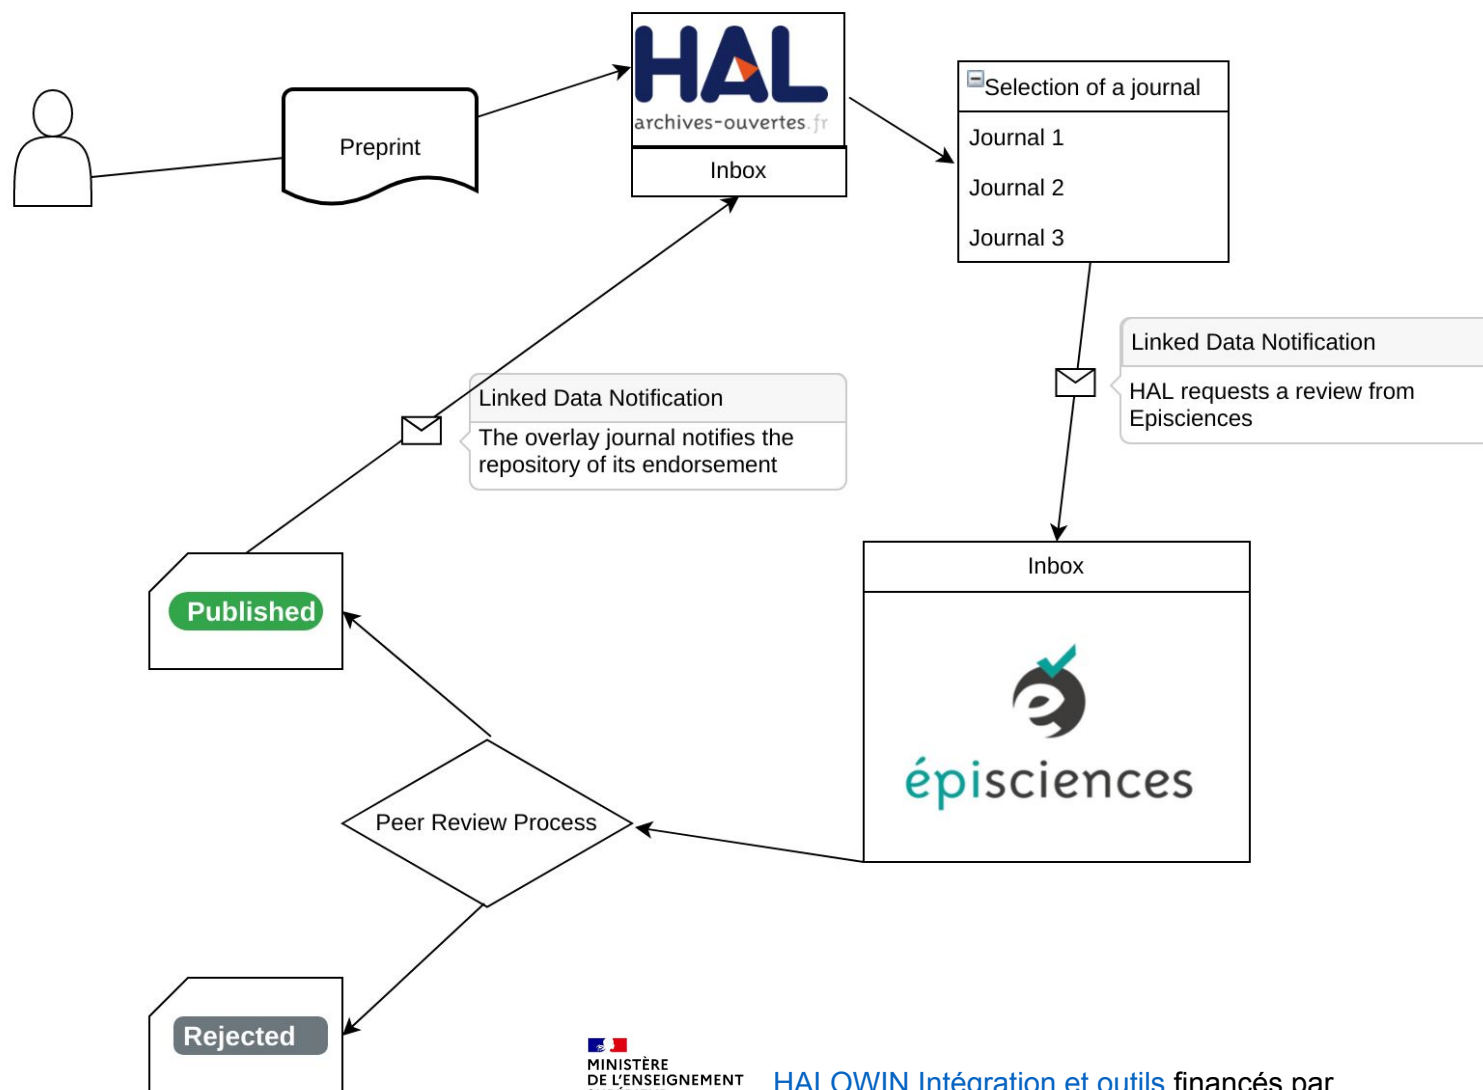 HAL
archives-ouvertes.fr
Inbox
Preprint
Selection of a journal
Journal 1
Journal 2
Journal 3
Linked Data Notification
HAL requests a review from
Episciences
Linked Data Notification
The overlay journal notifies the
repository of its endorsement
Inbox
épisciences
Published
Peer Review Process
Rejected
MINISTÈRE
DE L'ENSEIGNEMENT
HALOWIN Intégration et outils financés par